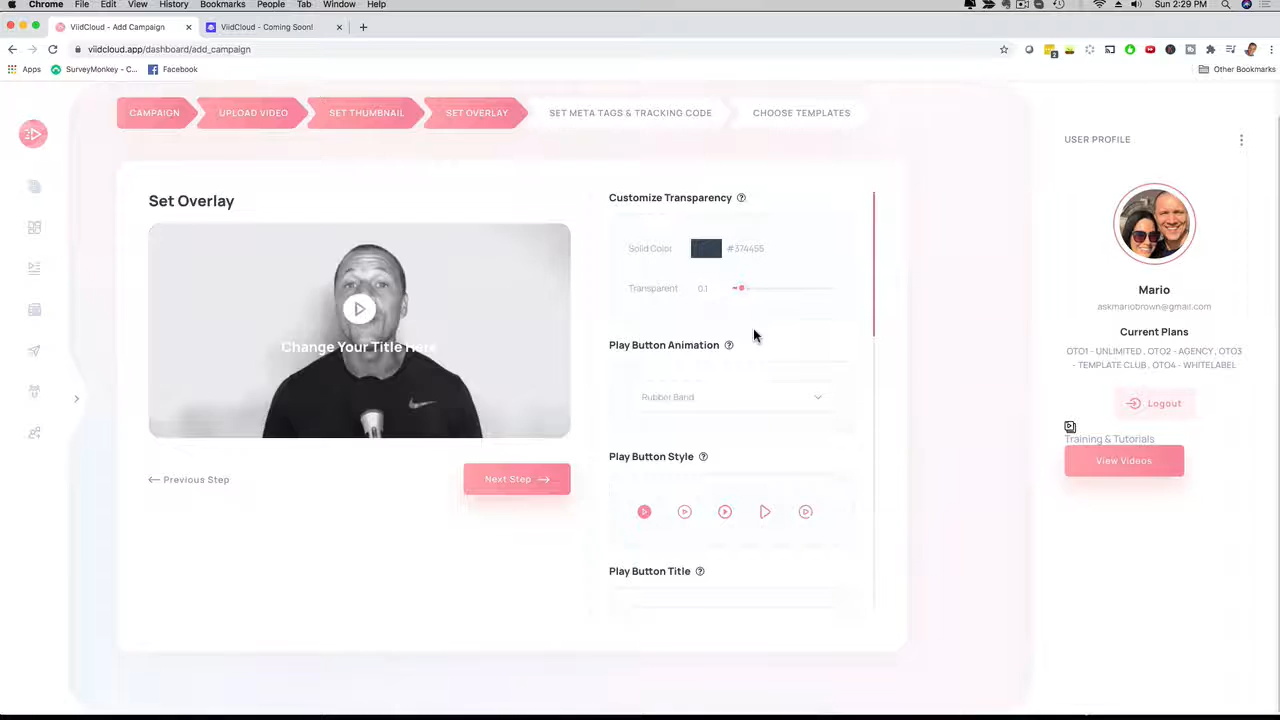 Chrome File Edit View History Bookmarks People Tab Window Help Sun 2:29 PM
ViidCloud - Add Campaign ViidCloud - Coming Soon!
viidcloud.app/dashboard/add_campaign
Apps SurveyMonkey - C... Facebook Other Bookmarks
CAMPAIGN UPLOAD VIDEO SET THUMBNAIL SET OVERLAY SET META TAGS & TRACKING CODE CHOOSE TEMPLATES
USER PROFILE
Set Overlay
Customize Transparency
Solid Color #374455
Transparent 0.1
Change Your Title Here
Play Button Animation
Rubber Band
Play Button Style
Play Button Title
Previous Step
Next Step
Mario
askmariobrown@gmail.com
Current Plans
OTO1 - UNLIMITED , OTO2 - AGENCY , OTO3
- TEMPLATE CLUB , OTO4 - WHITELABEL
Logout
Training & Tutorials
View Videos